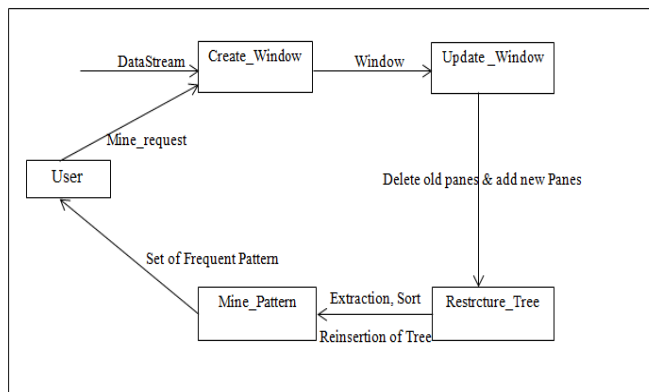 DataStream
Create_Window
Window
Update _Window
Mine_request
User
Delete old panes & add new Panes
Set of Frequent Pattern
Mine_Pattern
Extraction, Sort
Reinsertion of Tree
Restrcture_Tree